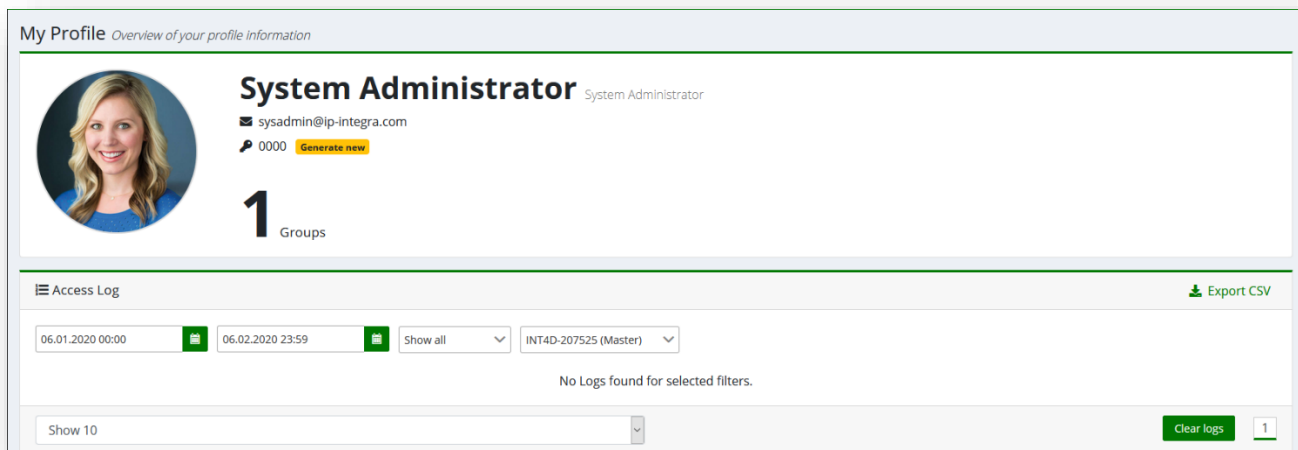 My Profile Overview of your profile information
System Administrator System Administrator
sysadmin@ip-integra.com
0000 Generate new
1 Groups
Access Log Export CSV
06.01.2020 00:00 06.02.2020 23:59 Show all INT4D-207525 (Master)
No Logs found for selected filters.
Show 10 Clear logs 1